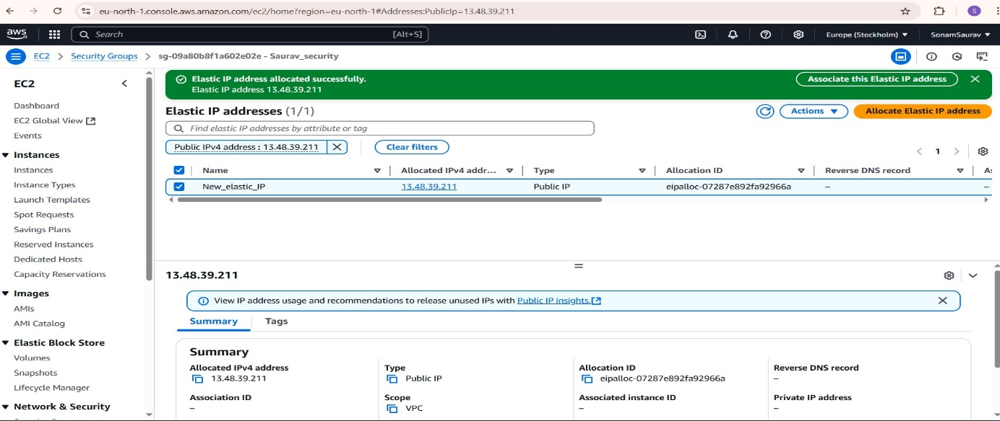 eu-north-1.console.aws.amazon.com/ec2/home?region=eu-north-1#Addresses:PublicIp=13.48.39.211
S
aws
Search
[Alt+S]
Europe (Stockholm)
SonamSaurav
EC2 > Security Groups > sg-09a80b8f1a602e02e - Saurav_security
EC2
Dashboard
EC2 Global View
Events
Instances
Instances
Instance Types
Launch Templates
Spot Requests
Savings Plans
Reserved Instances
Dedicated Hosts
Capacity Reservations
Images
AMIs
AMI Catalog
Elastic Block Store
Volumes
Snapshots
Lifecycle Manager
Network & Security
Elastic IP address allocated successfully.
Elastic IP address 13.48.39.211
Associate this Elastic IP address
Elastic IP addresses (1/1)
Actions
Allocate Elastic IP address
Find elastic IP addresses by attribute or tag
Public IPv4 address : 13.48.39.211
Clear filters
1
Name Allocated IPv4 addr... Type Allocation ID Reverse DNS record
New_elastic_IP 13.48.39.211 Public IP eipalloc-07287e892fa92966a – –
13.48.39.211
View IP address usage and recommendations to release unused IPs with Public IP insights.
Summary Tags
Summary
Allocated IPv4 address
13.48.39.211
Type
Public IP
Allocation ID
eipalloc-07287e892fa92966a
Reverse DNS record
–
Association ID
–
Scope
VPC
Associated instance ID
–
Private IP address
–